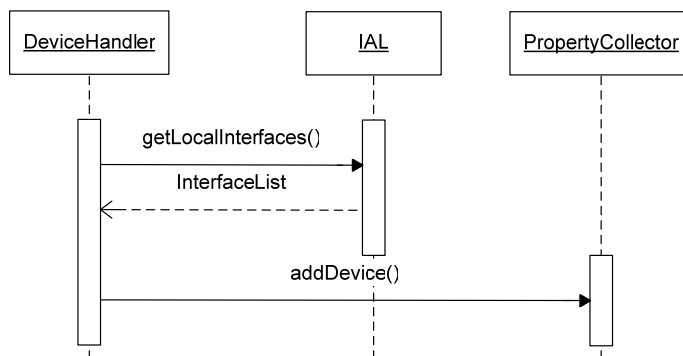 DeviceHandler
IAL
PropertyCollector
getLocalInterfaces()
InterfaceList
addDevice()